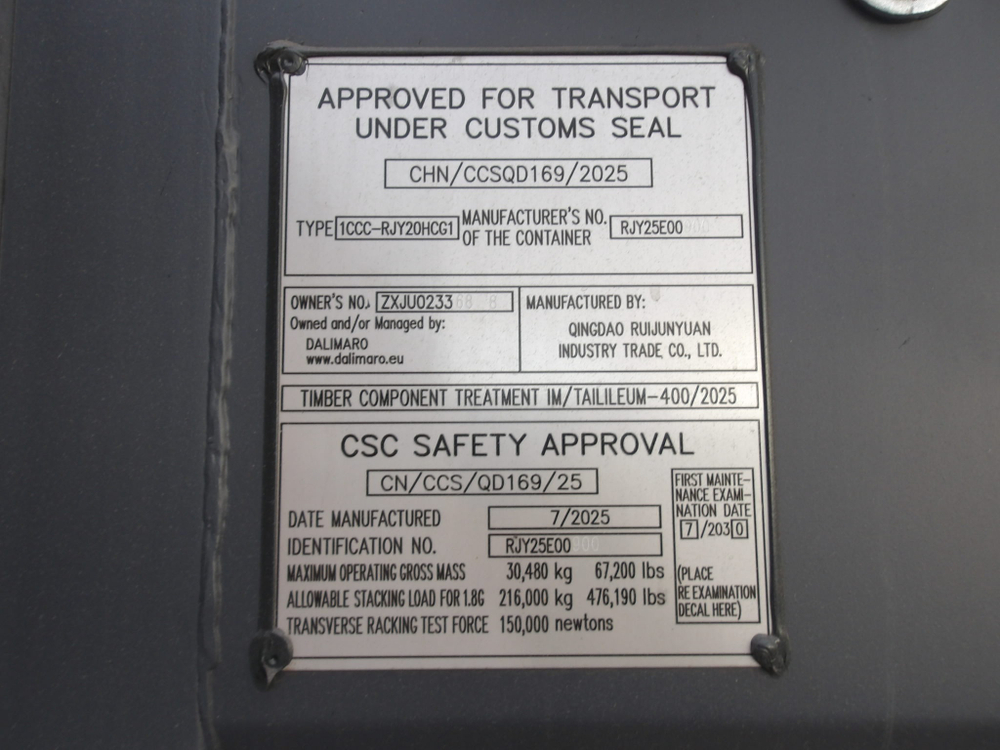 APPROVED FOR TRANSPORT
UNDER CUSTOMS SEAL
CHN/CCSQD169/2025
TYPE 1CCC-RJY20HCG1 MANUFACTURER'S NO. OF THE CONTAINER RJY25E00
OWNER'S NO. ZXJU0233
Owned and/or Managed by:
DALIMARO
www.dalimaro.eu
MANUFACTURED BY:
QINGDAO RUIJUNYUAN
INDUSTRY TRADE CO., LTD.
TIMBER COMPONENT TREATMENT IM/TAILILEUM-400/2025
CSC SAFETY APPROVAL
CN/CCS/QD169/25
DATE MANUFACTURED 7/2025
IDENTIFICATION NO. RJY25E00
MAXIMUM OPERATING GROSS MASS 30,480 kg 67,200 lbs
ALLOWABLE STACKING LOAD FOR 1.8G 216,000 kg 476,190 lbs
TRANSVERSE RACKING TEST FORCE 150,000 newtons
FIRST MAINTE-
NANCE EXAMI-
NATION DATE
7/2030
(PLACE
RE EXAMINATION
DECAL HERE)